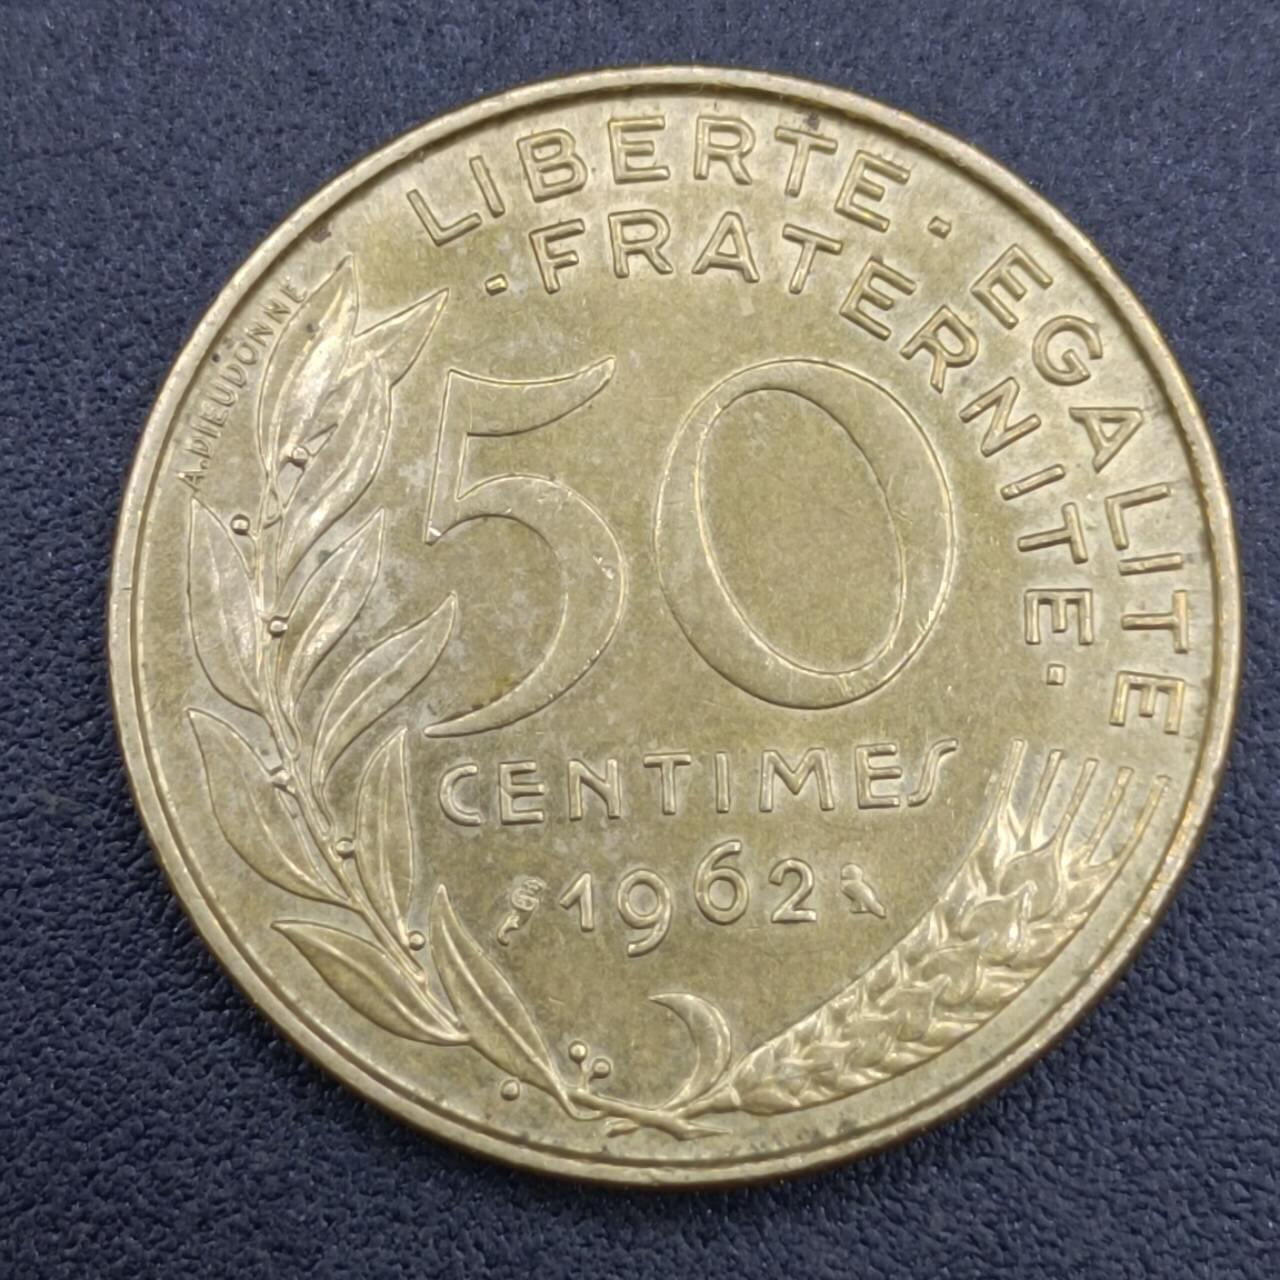 LIBERTE · EGALITE
· FRATERNITE ·
A.DIEUDONNE
50
CENTIMES
1962